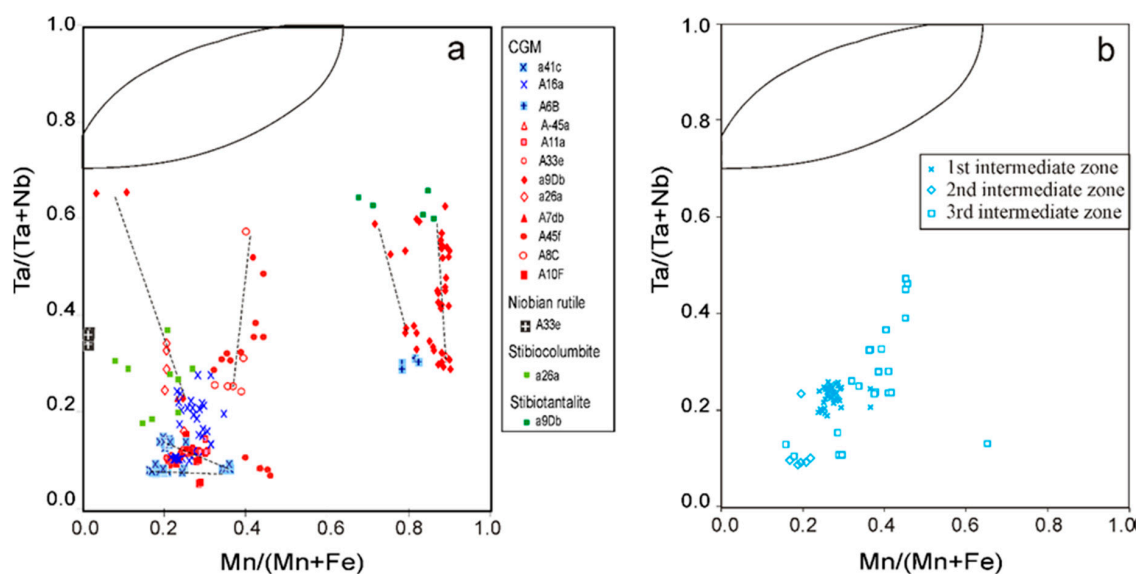 a
Ta/(Ta+Nb)
1.0
0.8
0.6
0.4
0.2
0.0
0.0
0.2
0.4
0.6
0.8
1.0
Mn/(Mn+Fe)
CGM
a41c
A16a
A6B
A-45a
A11a
A33e
a9Db
a26a
A7db
A45f
A8C
A10F
Niobian rutile
A33e
Stibiocolumbite
a26a
Stibiotantalite
a9Db
b
Ta/(Ta+Nb)
1.0
0.8
0.6
0.4
0.2
0.0
0.0
0.2
0.4
0.6
0.8
1.0
Mn/(Mn+Fe)
1st intermediate zone
2nd intermediate zone
3rd intermediate zone